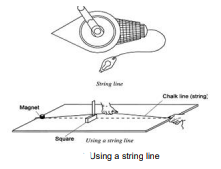 String line
Chalk line (string)
Magnet
Square
Using a string line
Using a string line